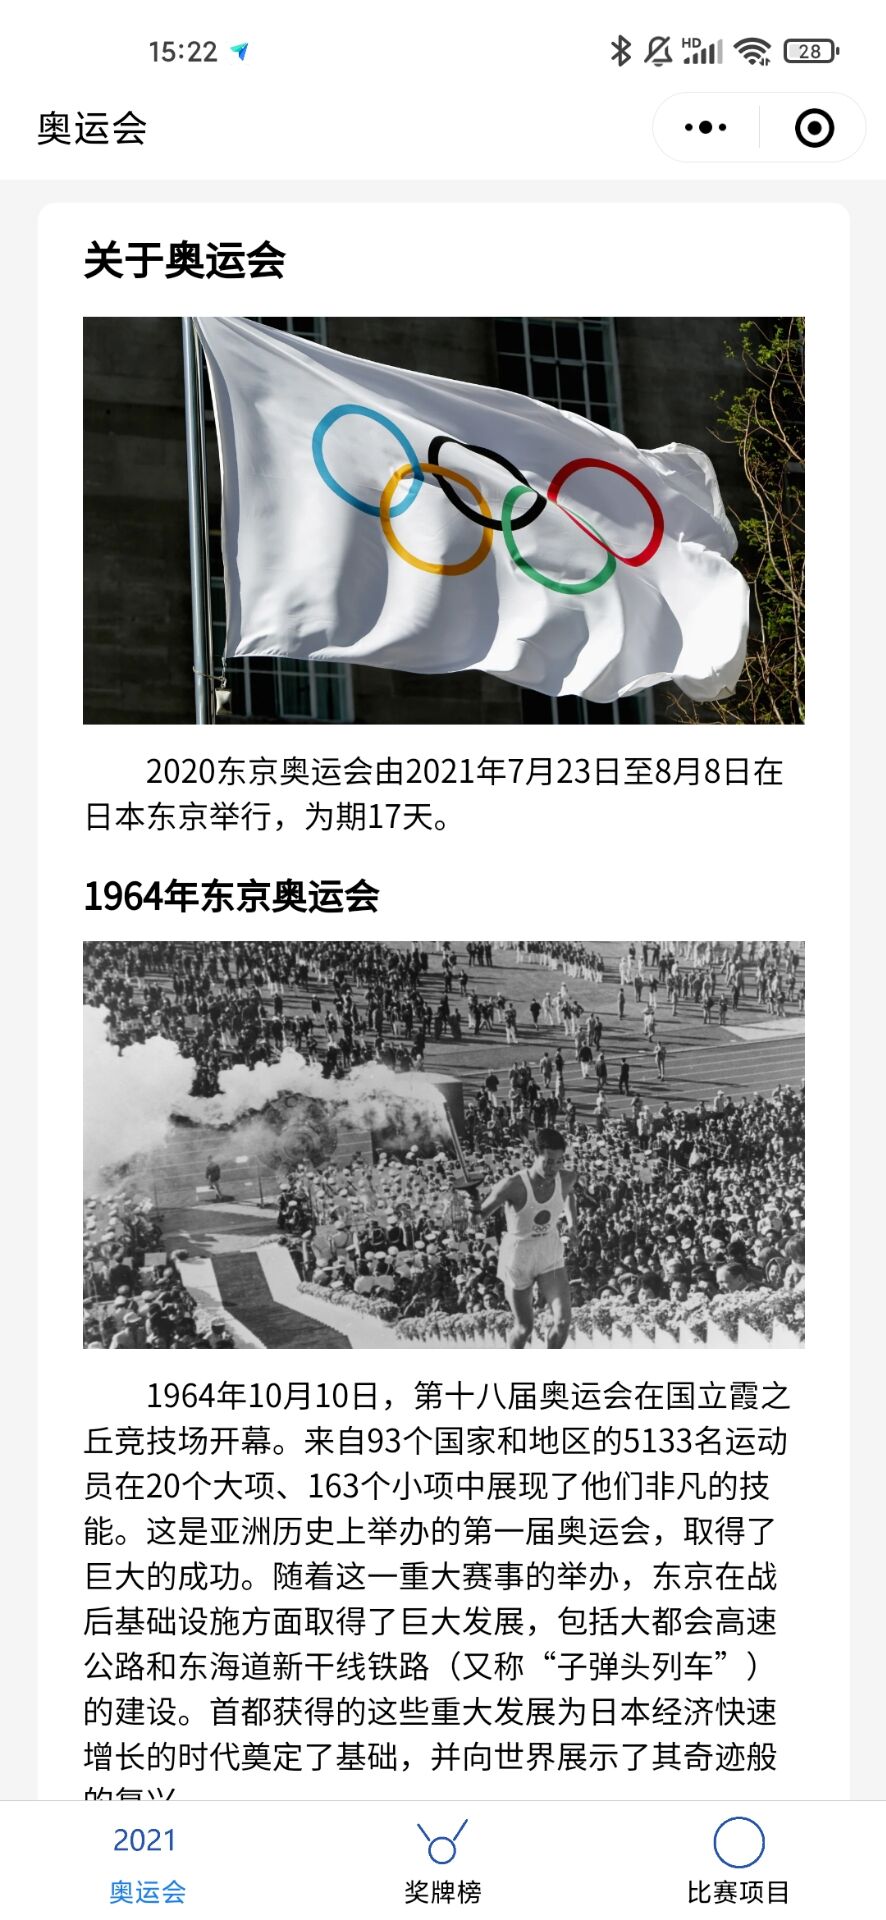 15:22
HD
28
奥运会
关于奥运会
2020东京奥运会由2021年7月23日至8月8日在
日本东京举行，为期17天。
1964年东京奥运会
1964年10月10日，第十八届奥运会在国立霞之
丘竞技场开幕。来自93个国家和地区的5133名运动
员在20个大项、163个小项中展现了他们非凡的技
能。这是亚洲历史上举办的第一届奥运会，取得了
巨大的成功。随着这一重大赛事的举办，东京在战
后基础设施方面取得了巨大发展，包括大都会高速
公路和东海道新干线铁路（又称“子弹头列车”）
的建设。首都获得的这些重大发展为日本经济快速
增长的时代奠定了基础，并向世界展示了其奇迹般
的复兴
2021
奥运会
奖牌榜
比赛项目